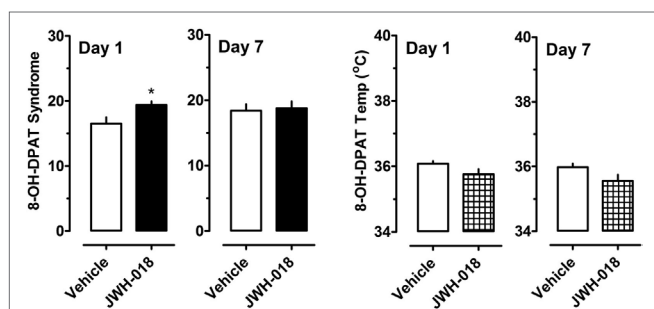 8-OH-DPAT Syndrome
30
20
10
0
Day 1
*
Vehicle
JWH-018
30
20
10
0
Day 7
Vehicle
JWH-018
8-OH-DPAT Temp (°C)
40
38
36
34
Day 1
Vehicle
JWH-018
40
38
36
34
Day 7
Vehicle
JWH-018